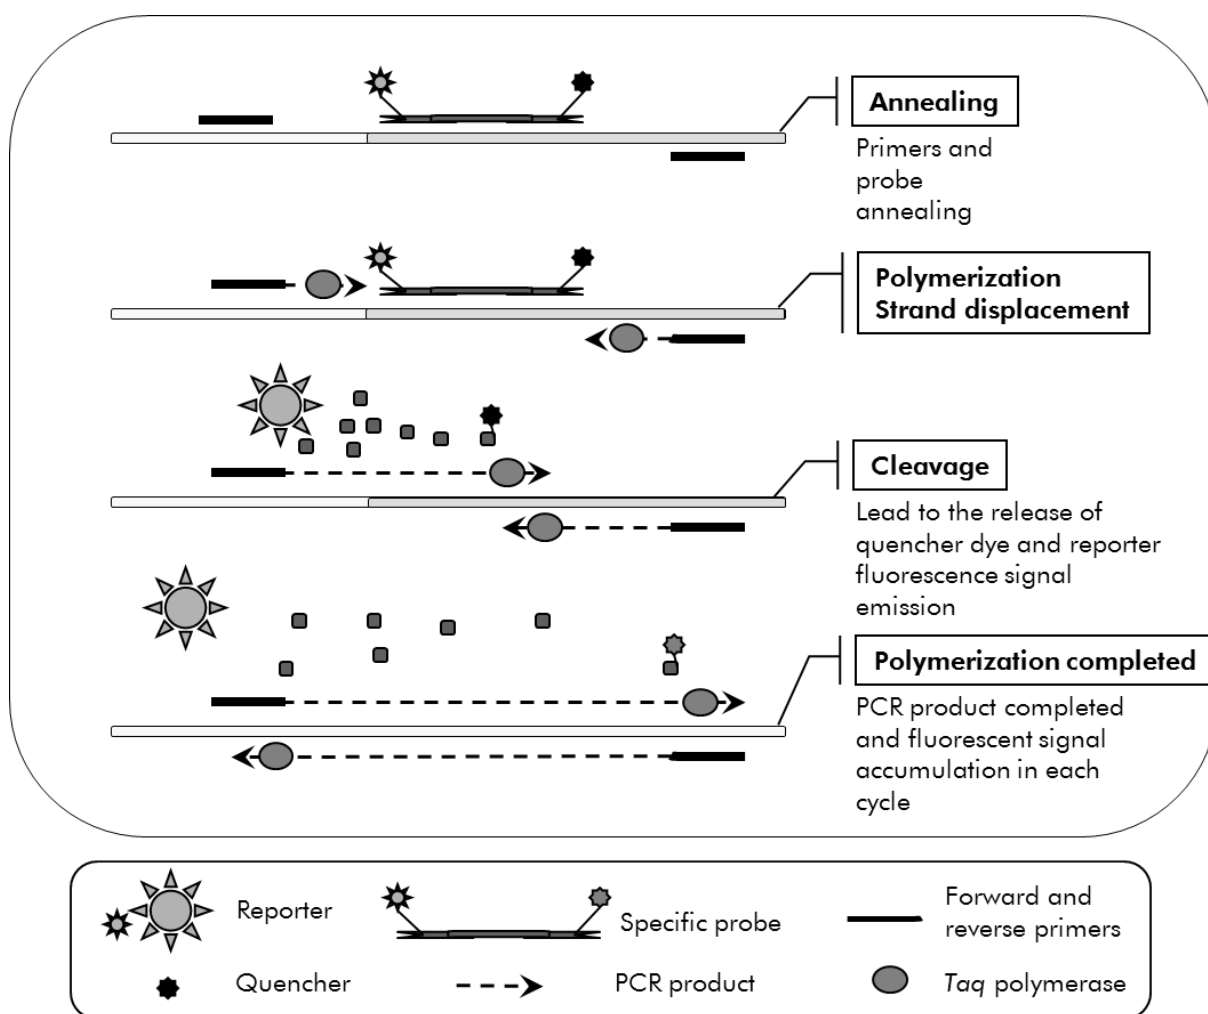 Annealing
Primers and
probe
annealing
Polymerization
Strand displacement
Cleavage
Lead to the release of
quencher dye and reporter
fluorescence signal
emission
Polymerization completed
PCR product completed
and fluorescent signal
accumulation in each
cycle
Reporter
Specific probe
Forward and
reverse primers
Quencher
PCR product
Taq polymerase